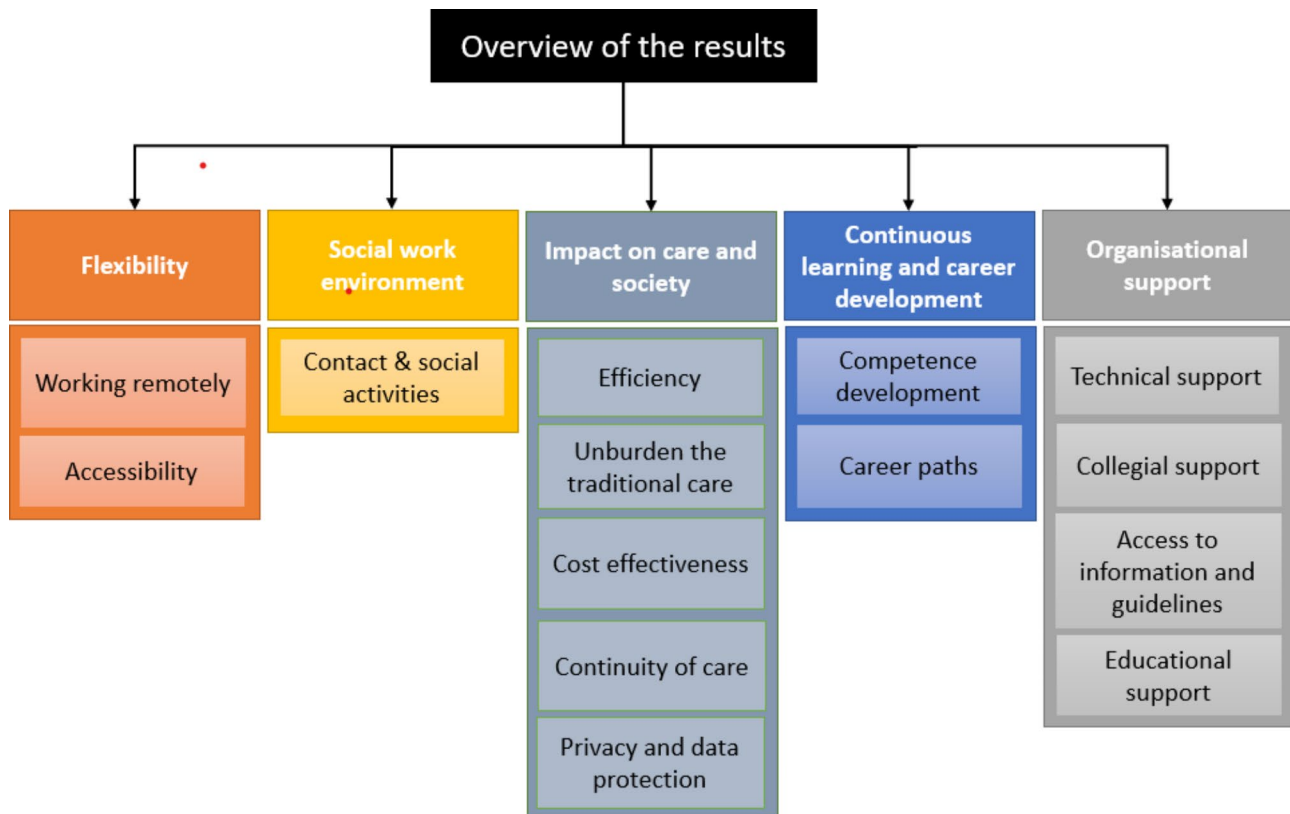 Overview of the results
Flexibility
Working remotely
Accessibility
Social work
environment
Contact & social
activities
Impact on care and
society
Efficiency
Unburden the
traditional care
Cost effectiveness
Continuity of care
Privacy and data
protection
Continuous
learning and career
development
Competence
development
Career paths
Organisational
support
Technical support
Collegial support
Access to
information and
guidelines
Educational
support